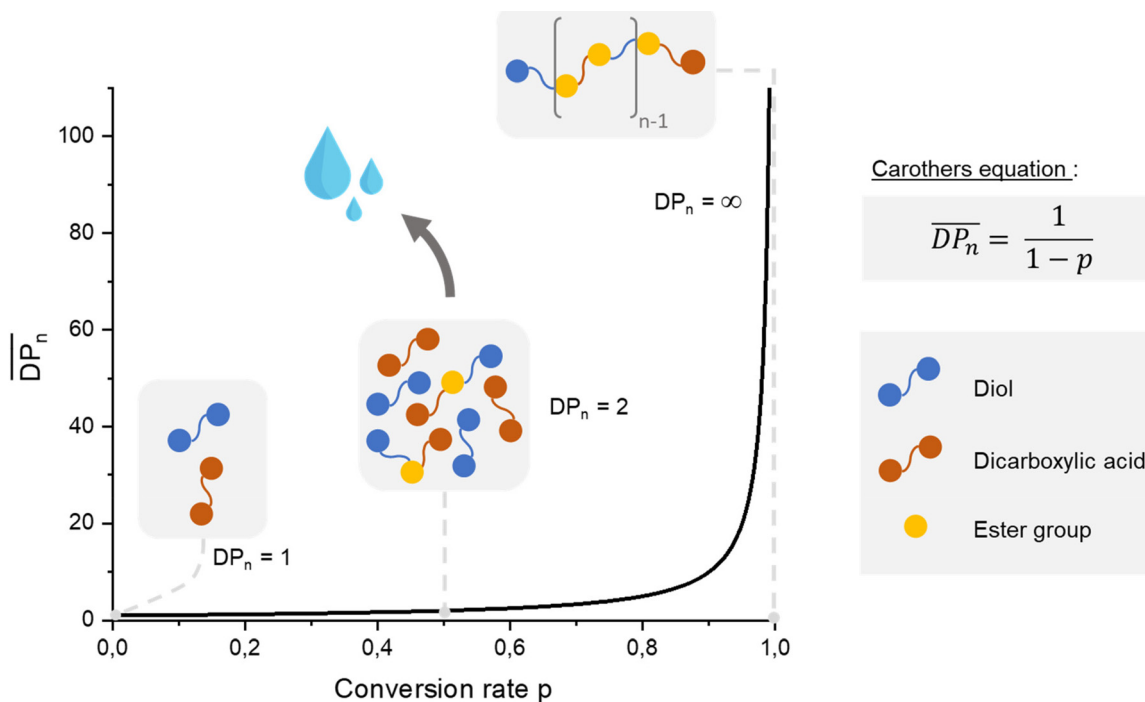 n-1
100
80
60
40
20
0
DPn
DPn = 1
DPn = 2
DPn = ∞
0,0
0,2
0,4
0,6
0,8
1,0
Conversion rate p
Carothers equation :
DPn = 1 / (1 − p)
Diol
Dicarboxylic acid
Ester group